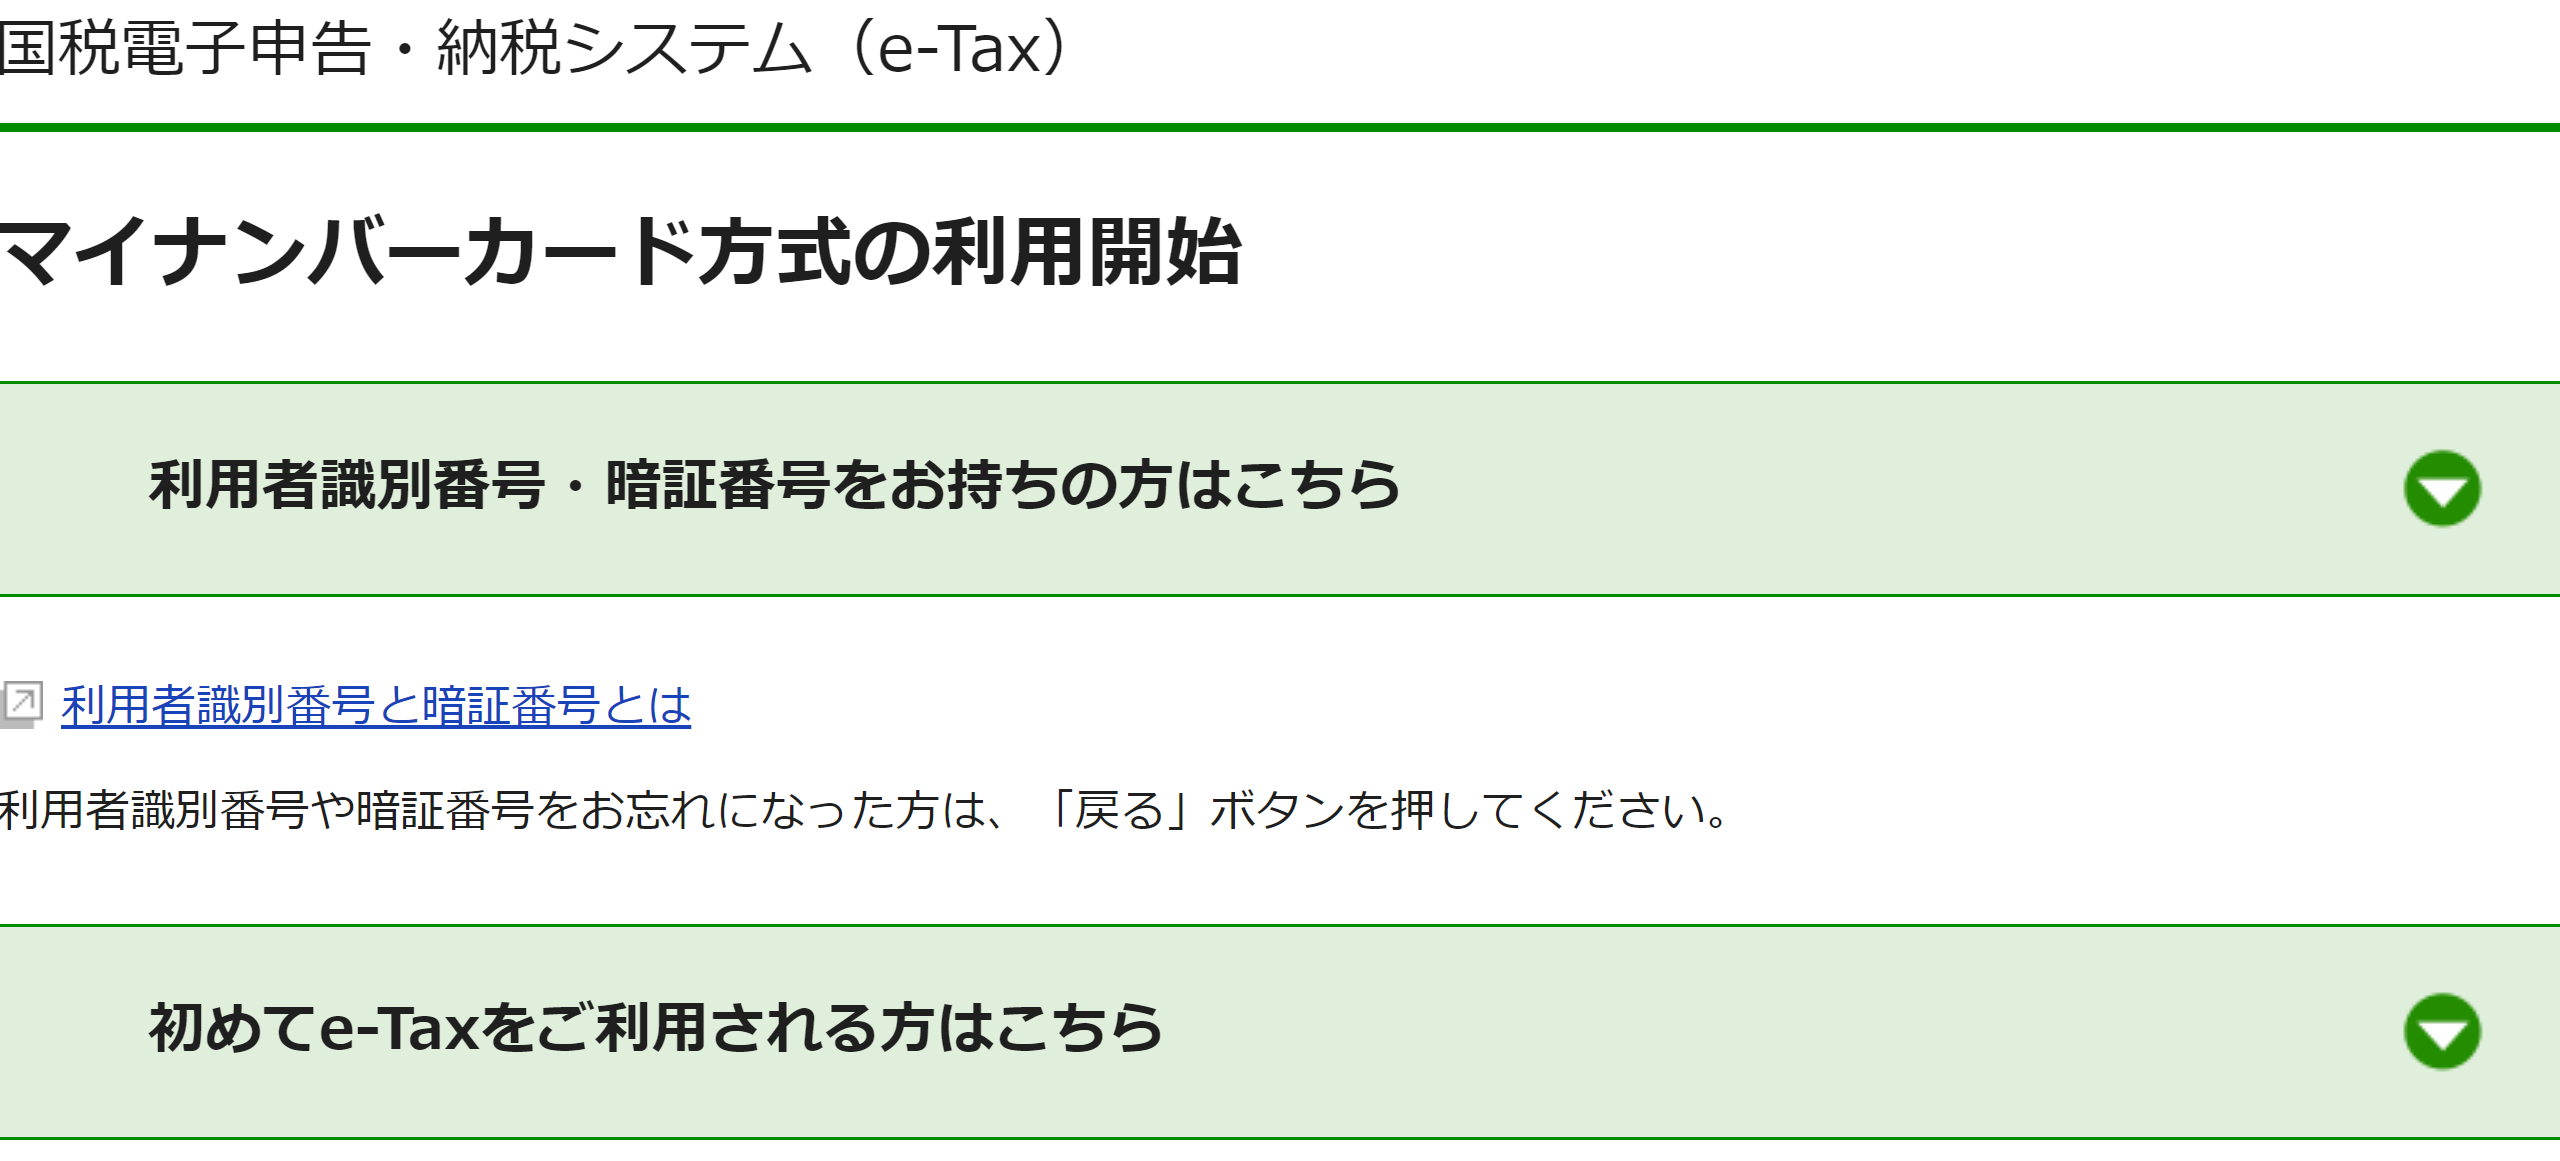 国税電子申告・納税システム（e-Tax）
マイナンバーカード方式の利用開始
利用者識別番号・暗証番号をお持ちの方はこちら
利用者識別番号と暗証番号とは
利用者識別番号や暗証番号をお忘れになった方は、「戻る」ボタンを押してください。
初めてe-Taxをご利用される方はこちら